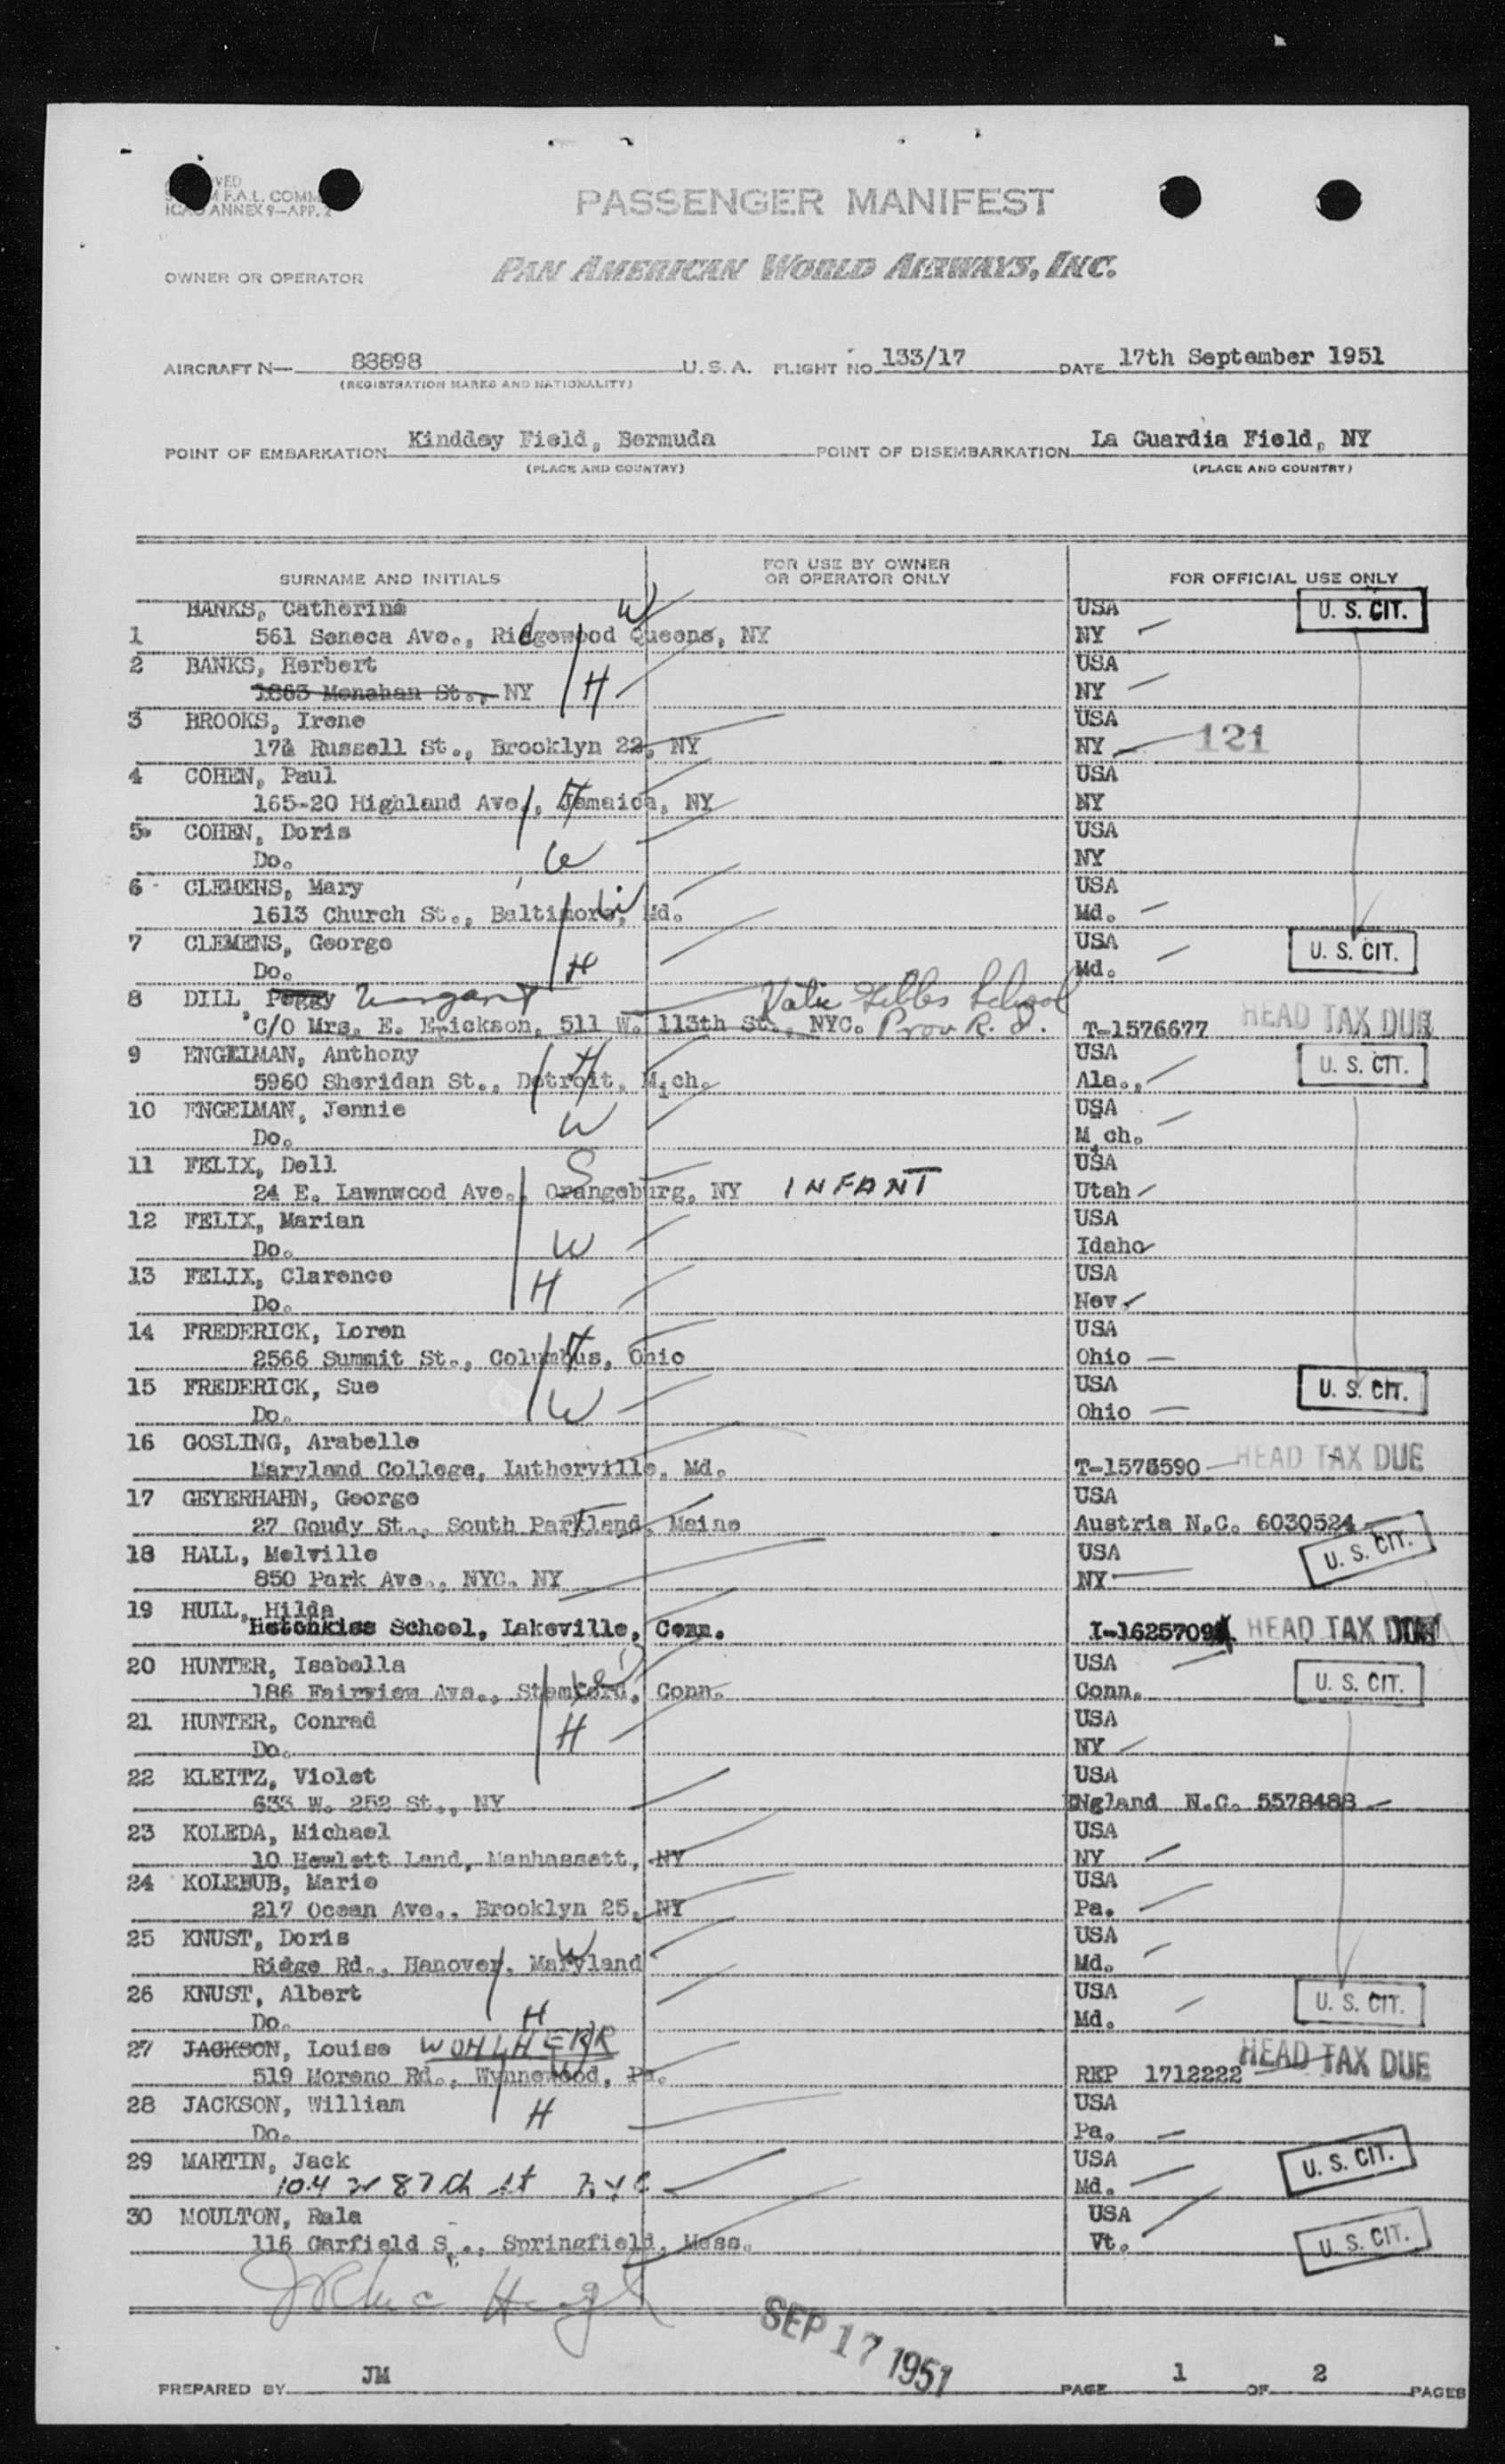 VED
F.A.L. COMM
ICAO ANNEX 9—APP. 2
PASSENGER MANIFEST
OWNER OR OPERATOR
PAN AMERICAN WORLD AIRWAYS, INC.
AIRCRAFT N— 88898 U.S.A. FLIGHT NO. 133/17 DATE 17th September 1951
(REGISTRATION MARKS AND NATIONALITY)
POINT OF EMBARKATION Kinddey Field, Bermuda POINT OF DISEMBARKATION La Guardia Field, NY
(PLACE AND COUNTRY) (PLACE AND COUNTRY)
SURNAME AND INITIALS FOR USE BY OWNER OR OPERATOR ONLY FOR OFFICIAL USE ONLY
BANKS, Catherine W USA U. S. CIT.
1 561 Seneca Ave., Ridgewood Queens, NY NY
2 BANKS, Herbert USA
1863 Monahan St., NY H NY
3 BROOKS, Irene USA
Russell St., Brooklyn 22, NY NY 121
4 COHEN, Paul USA
165-20 Highland Ave., Jamaica, NY H NY
5 COHEN, Doris USA
Do. W NY
6 CLEMENS, Mary USA
1613 Church St., Baltimore, Md. W Md.
7 CLEMENS, George USA U. S. CIT.
Do. H Md.
8 DILL, Peggy Margaret Katie Gibbs School
C/O Mrs. E. Erickson, 511 W. 113th St., NYC. Prov R. I. T-1576677 HEAD TAX DUE
9 ENGELMAN, Anthony H USA U. S. CIT.
5960 Sheridan St., Detroit, Mich. Ala.,
10 ENGELMAN, Jennie USA
Do. W M ch.
11 FELIX, Dell S USA
24 E. Lawnwood Ave., Orangeburg, NY INFANT Utah
12 FELIX, Marian USA
Do. W Idaho
13 FELIX, Clarence USA
Do. H Nev
14 FREDERICK, Loren USA
2566 Summit St., Columbus, Ohio H Ohio
15 FREDERICK, Sue USA U. S. CIT.
Do. W Ohio
16 GOSLING, Arabelle
Maryland College, Lutherville, Md. T-1576590 HEAD TAX DUE
17 GEYERHAHN, George USA
27 Goudy St., South Partland, Maine Austria N.C. 6030524
18 HALL, Melville USA U. S. CIT.
850 Park Ave., NYC. NY NY
19 HULL, Hilda
Hotchkiss School, Lakeville, Conn. I-1625709 HEAD TAX DUE
20 HUNTER, Isabella USA
186 Fairview Ave., Stamford, Conn. W Conn. U. S. CIT.
21 HUNTER, Conrad USA
Do. H NY
22 KLEITZ, Violet USA
633 W. 252 St., NY ENgland N.C. 5578488
23 KOLEDA, Michael USA
10 Hewlett Land, Manhassett, NY NY
24 KOLEBUB, Marie USA
217 Ocean Ave., Brooklyn 25, NY Pa.
25 KNUST, Doris USA
Ridge Rd., Hanover, Maryland W Md.
26 KNUST, Albert USA U. S. CIT.
Do. H Md.
27 JACKSON, Louise WOHLHERR
519 Moreno Rd., Wynnewood, Pa. REP 1712222 HEAD TAX DUE
28 JACKSON, William USA
Do. H Pa.
29 MARTIN, Jack USA U. S. CIT.
104 W 87th St NYC Md.
30 MOULTON, Rala USA
116 Garfield St., Springfield, Mass. Vt. U. S. CIT.
SEP 17 1951
PREPARED BY JM PAGE 1 OF 2 PAGES